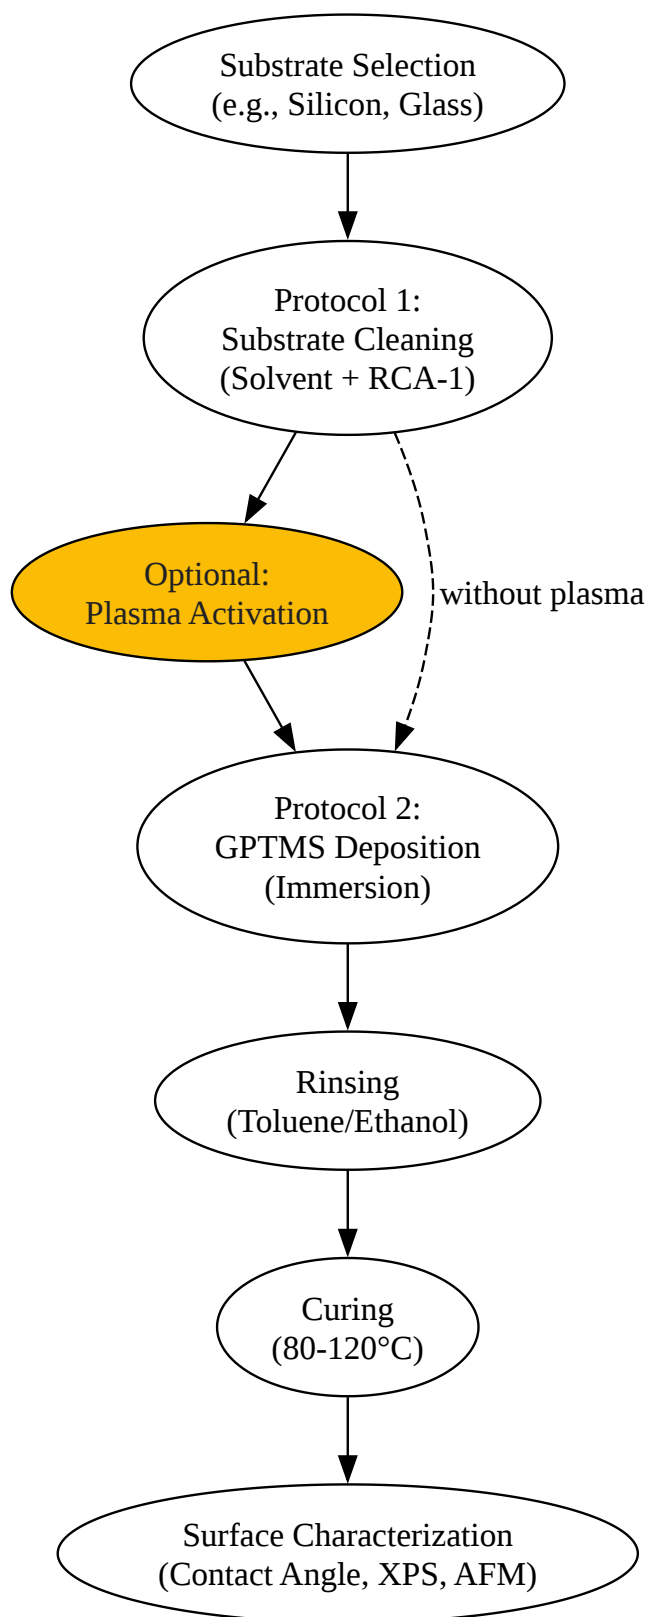 Substrate Selection
(e.g., Silicon, Glass)
Protocol 1:
Substrate Cleaning
(Solvent + RCA-1)
Optional:
Plasma Activation
without plasma
Protocol 2:
GPTMS Deposition
(Immersion)
Rinsing
(Toluene/Ethanol)
Curing
(80-120°C)
Surface Characterization
(Contact Angle, XPS, AFM)